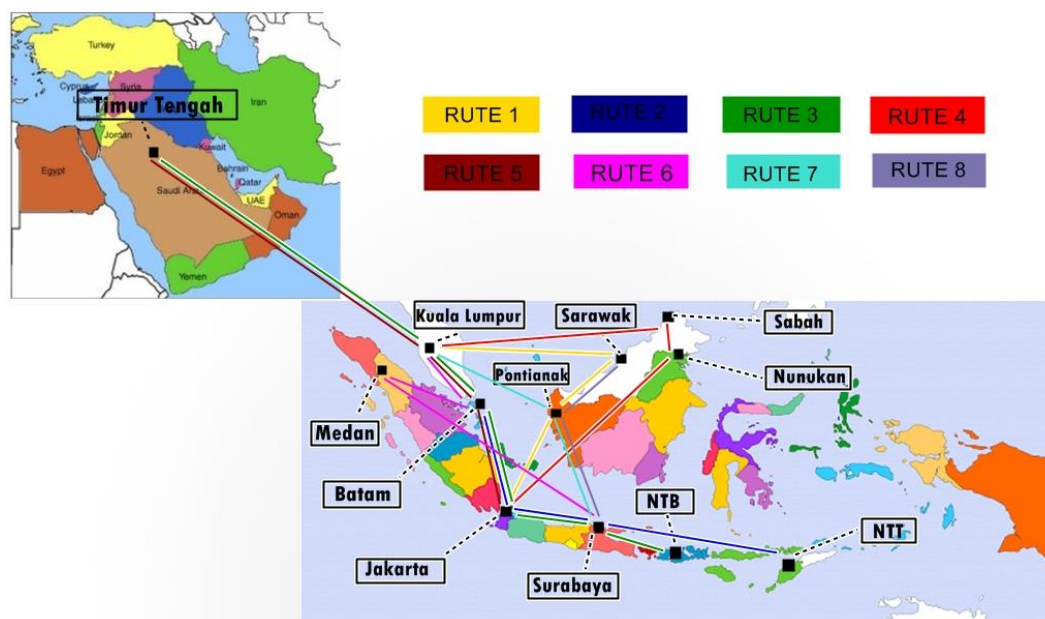 Turkey
Cyprus
Syria
Timur Tengah
Iran
Jordan
Kuwait
Egypt
Bahrain
Qatar
Saudi Ara
UAE
Oman
Yemen
RUTE 1
RUTE 2
RUTE 3
RUTE 4
RUTE 5
RUTE 6
RUTE 7
RUTE 8
Kuala Lumpur
Sarawak
Sabah
Pontianak
Nunukan
Medan
Batam
NTB
NTT
Jakarta
Surabaya